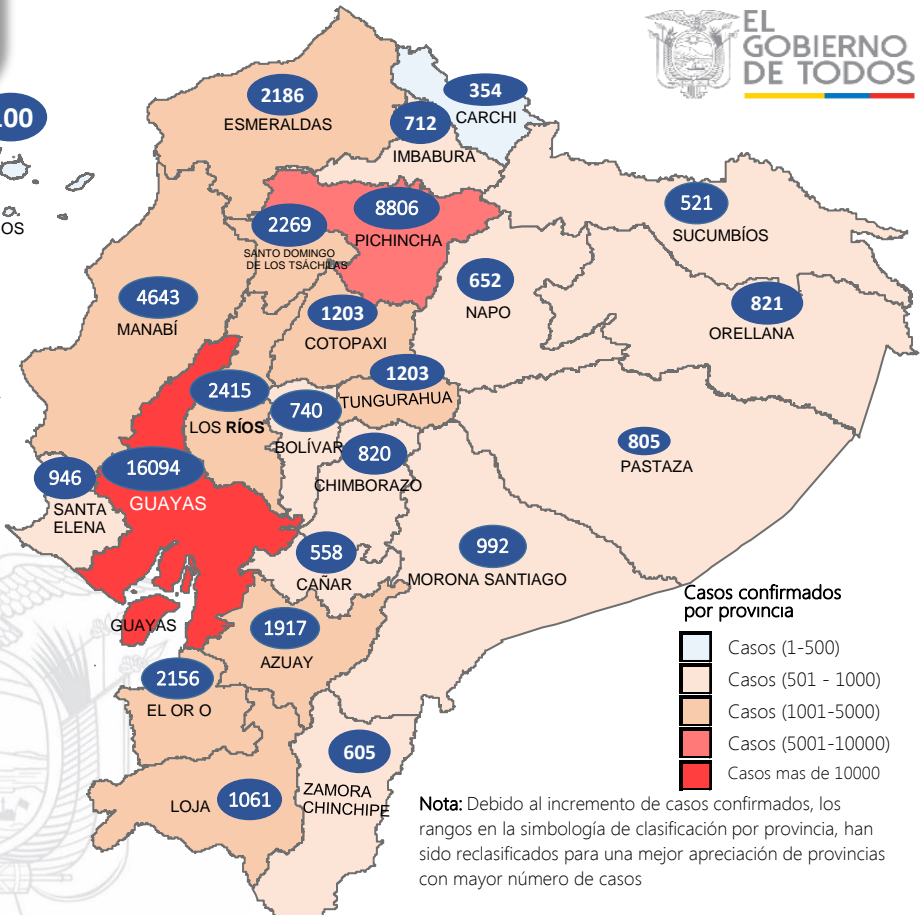 EL
GOBIERNO
DE TODOS
2186
ESMERALDAS
354
CARCHI
712
IMBABURA
100
OS
521
SUCUMBÍOS
8806
PICHINCHA
2269
SANTO DOMINGO
DE LOS TSÁCHILAS
652
NAPO
4643
MANABÍ
821
ORELLANA
1203
COTOPAXI
1203
TUNGURAHUA
2415
LOS RÍOS
740
BOLÍVAR
805
PASTAZA
820
CHIMBORAZO
16094
GUAYAS
946
SANTA
ELENA
558
CAÑAR
992
MORONA SANTIAGO
GUAYAS
1917
AZUAY
2156
EL OR O
605
ZAMORA
CHINCHIPE
LOJA 1061
Casos confirmados
por provincia
Casos (1-500)
Casos (501 - 1000)
Casos (1001-5000)
Casos (5001-10000)
Casos mas de 10000
Nota: Debido al incremento de casos confirmados, los
rangos en la simbología de clasificación por provincia, han
sido reclasificados para una mejor apreciación de provincias
con mayor número de casos